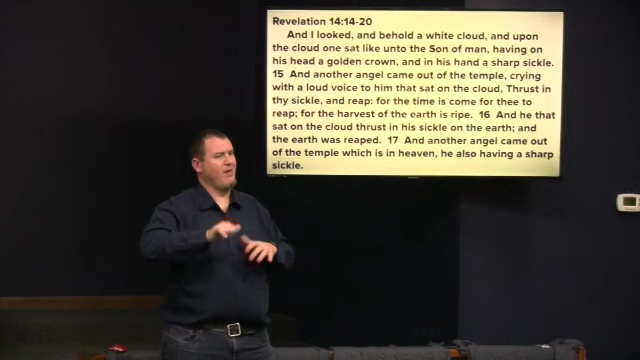 Revelation 14:14-20
And I looked, and behold a white cloud, and upon
the cloud one sat like unto the Son of man, having on
his head a golden crown, and in his hand a sharp sickle.
15 And another angel came out of the temple, crying
with a loud voice to him that sat on the cloud, Thrust in
thy sickle, and reap: for the time is come for thee to
reap; for the harvest of the earth is ripe. 16 And he that
sat on the cloud thrust in his sickle on the earth; and
the earth was reaped. 17 And another angel came out
of the temple which is in heaven, he also having a sharp
sickle.